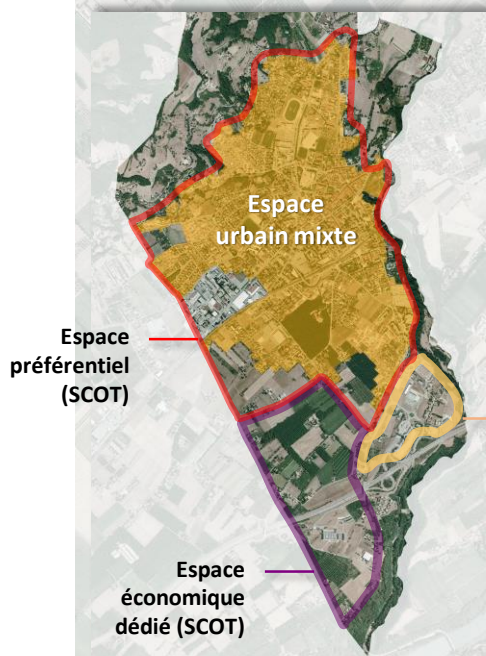 Espace
urbain mixte
Espace
préférentiel
(SCOT)
Espace
économique
dédié (SCOT)